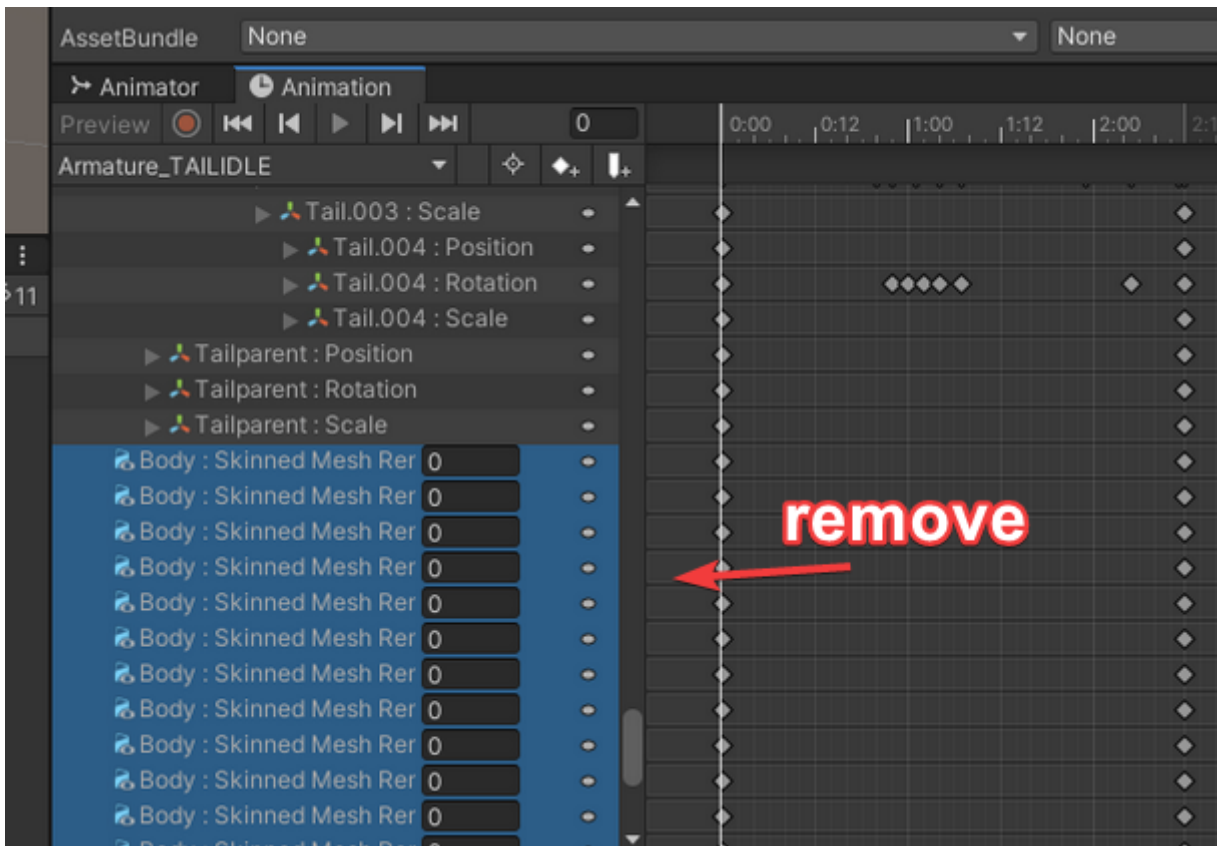 AssetBundle None None
Animator Animation
Preview 0 0:00 0:12 1:00 1:12 2:00 2:1
Armature_TAILIDLE
Tail.003 : Scale
Tail.004 : Position
11 Tail.004 : Rotation
Tail.004 : Scale
Tailparent : Position
Tailparent : Rotation
Tailparent : Scale
Body : Skinned Mesh Rer 0
Body : Skinned Mesh Rer 0
remove
Body : Skinned Mesh Rer 0
Body : Skinned Mesh Rer 0
Body : Skinned Mesh Rer 0
Body : Skinned Mesh Rer 0
Body : Skinned Mesh Rer 0
Body : Skinned Mesh Rer 0
Body : Skinned Mesh Rer 0
Body : Skinned Mesh Rer 0
Body : Skinned Mesh Rer 0